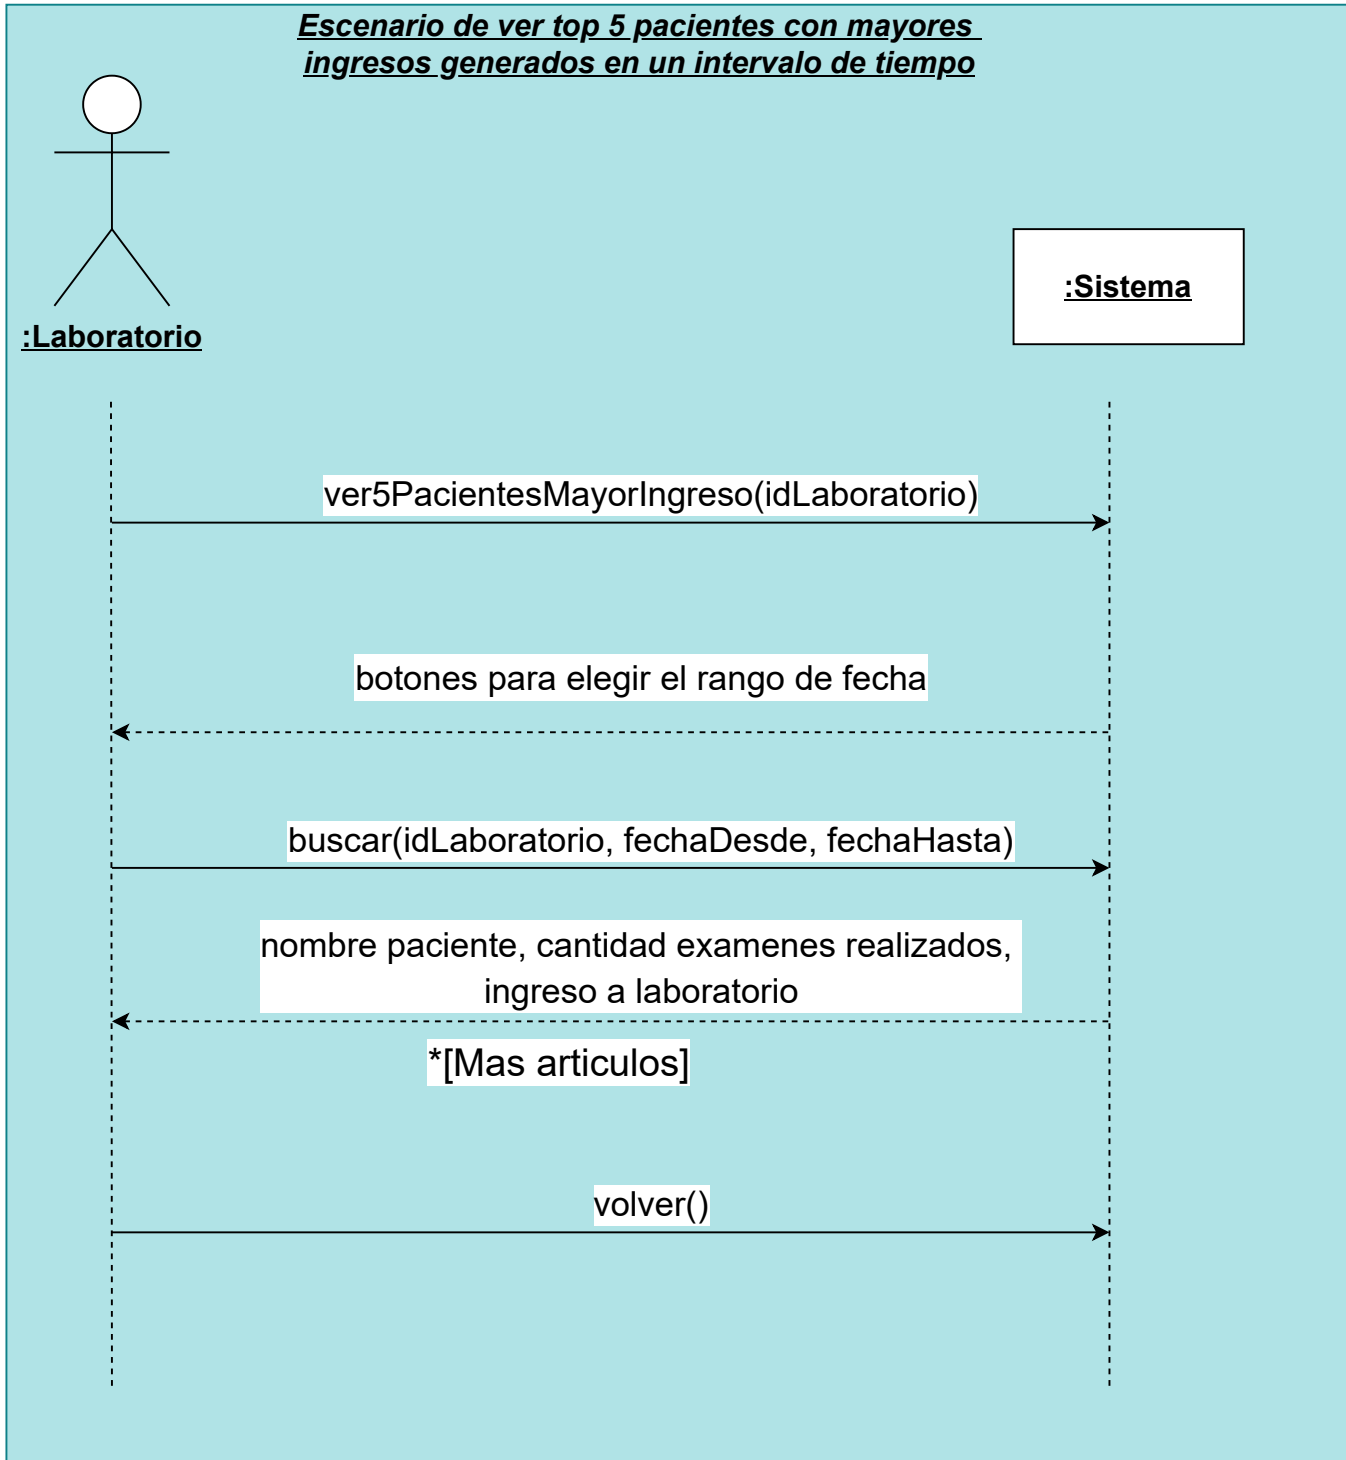 Escenario de ver top 5 pacientes con mayores
ingresos generados en un intervalo de tiempo
:Sistema
:Laboratorio
ver5PacientesMayorIngreso(idLaboratorio)
botones para elegir el rango de fecha
buscar(idLaboratorio, fechaDesde, fechaHasta)
nombre paciente, cantidad examenes realizados,
ingreso a laboratorio
*[Mas articulos]
volver()